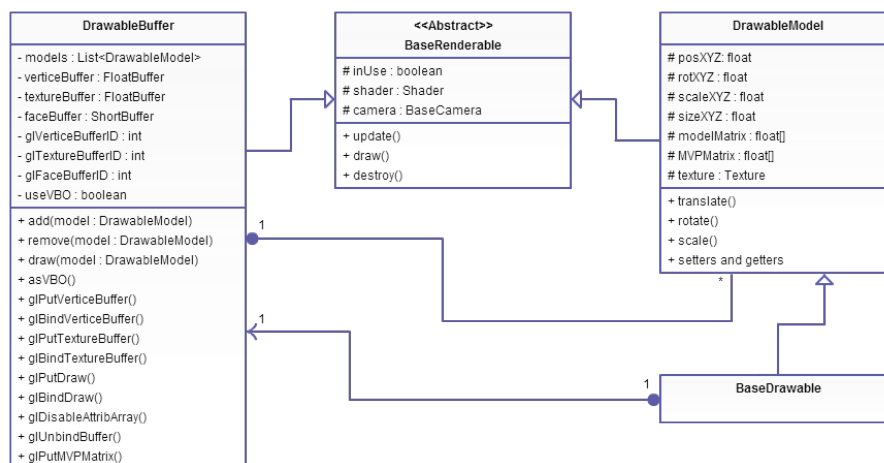 DrawableBuffer
- models : List<DrawableModel>
- verticeBuffer : FloatBuffer
- textureBuffer : FloatBuffer
- faceBuffer : ShortBuffer
- glVerticeBufferID : int
- glTextureBufferID : int
- glFaceBufferID : int
- useVBO : boolean
+ add(model : DrawableModel)
+ remove(model : DrawableModel)
+ draw(model : DrawableModel)
+ asVBO()
+ glPutVerticeBuffer()
+ glBindVerticeBuffer()
+ glPutTextureBuffer()
+ glBindTextureBuffer()
+ glPutDraw()
+ glBindDraw()
+ glDisableAttribArray()
+ glUnbindBuffer()
+ glPutMVPMatrix()
<<Abstract>>
BaseRenderable
# inUse : boolean
# shader : Shader
# camera : BaseCamera
+ update()
+ draw()
+ destroy()
DrawableModel
# posXYZ: float
# rotXYZ : float
# scaleXYZ : float
# sizeXYZ : float
# modelMatrix : float[]
# MVPMatrix : float[]
# texture : Texture
+ translate()
+ rotate()
+ scale()
+ setters and getters
1
*
1
1
BaseDrawable